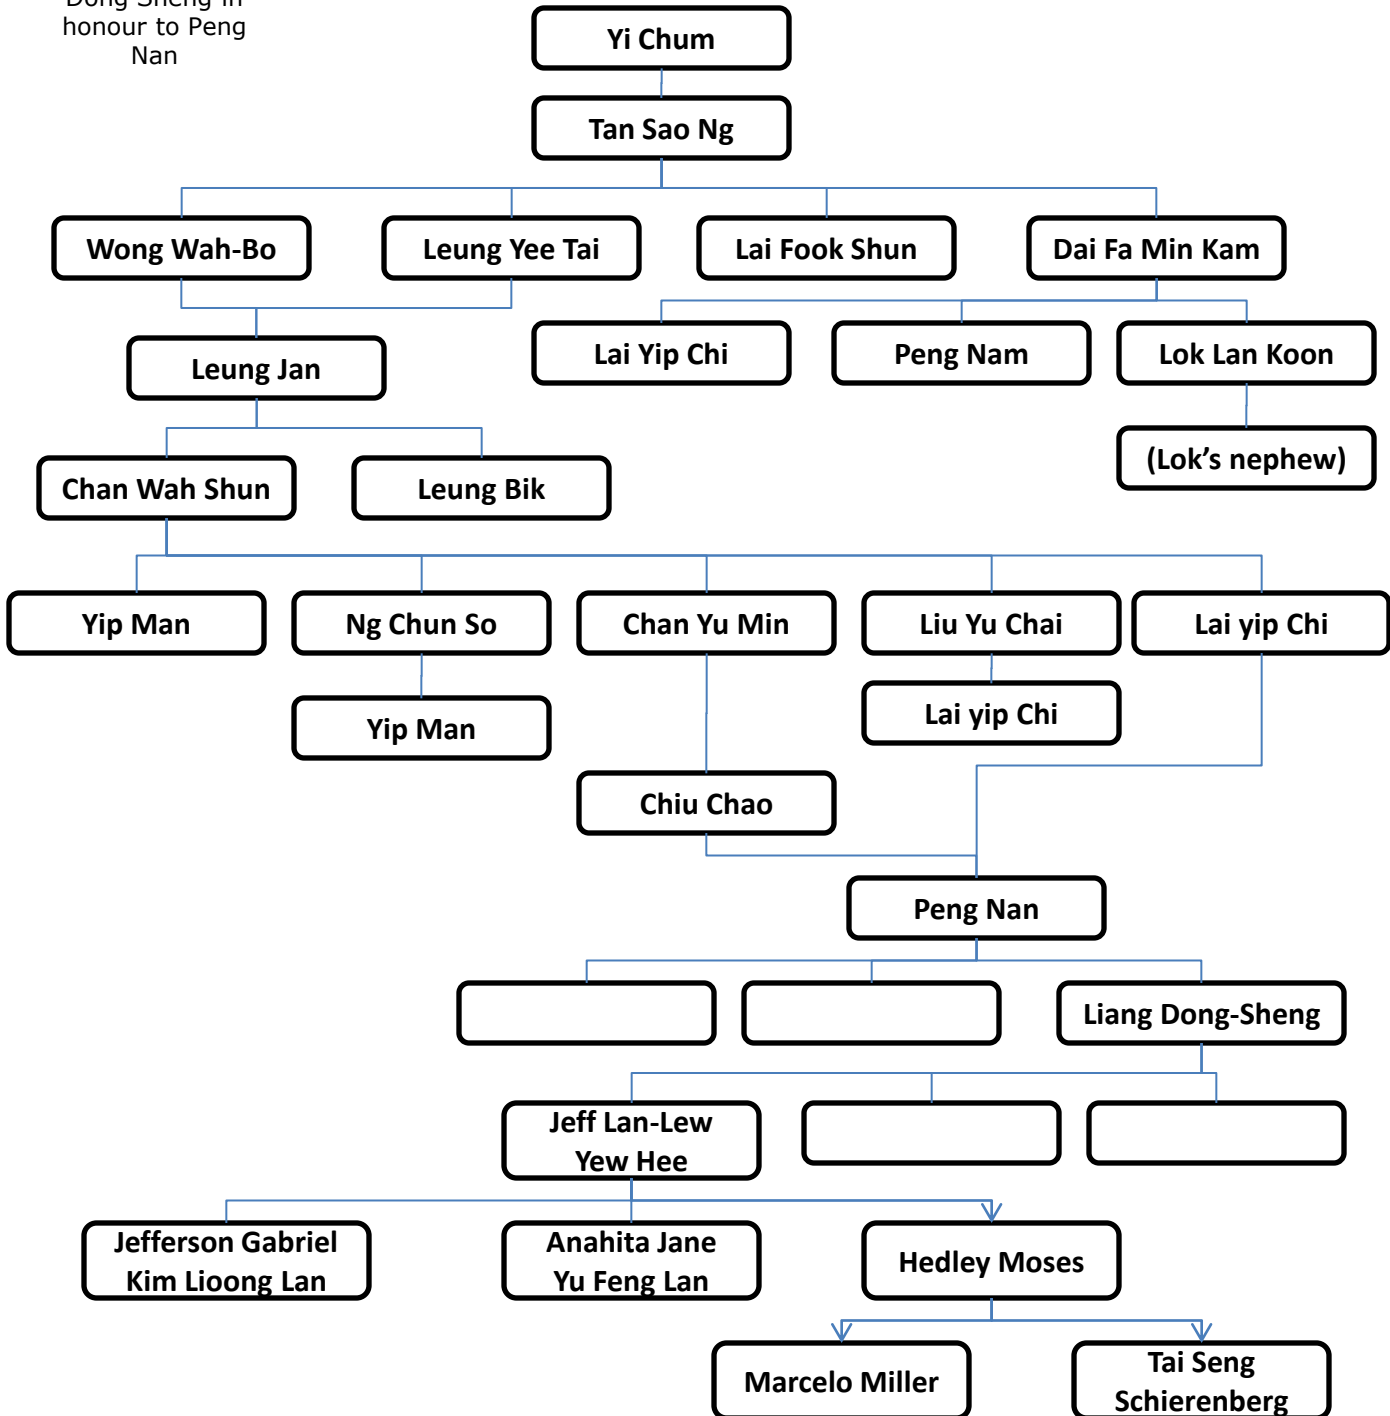 Dong Sheng in
honour to Peng
Nan
Yi Chum
Tan Sao Ng
Wong Wah-Bo
Leung Yee Tai
Lai Fook Shun
Dai Fa Min Kam
Leung Jan
Lai Yip Chi
Peng Nam
Lok Lan Koon
(Lok’s nephew)
Chan Wah Shun
Leung Bik
Yip Man
Ng Chun So
Chan Yu Min
Liu Yu Chai
Lai yip Chi
Yip Man
Lai yip Chi
Chiu Chao
Peng Nan
Liang Dong-Sheng
Jeff Lan-Lew
Yew Hee
Jefferson Gabriel
Kim Lioong Lan
Anahita Jane
Yu Feng Lan
Hedley Moses
Marcelo Miller
Tai Seng
Schierenberg